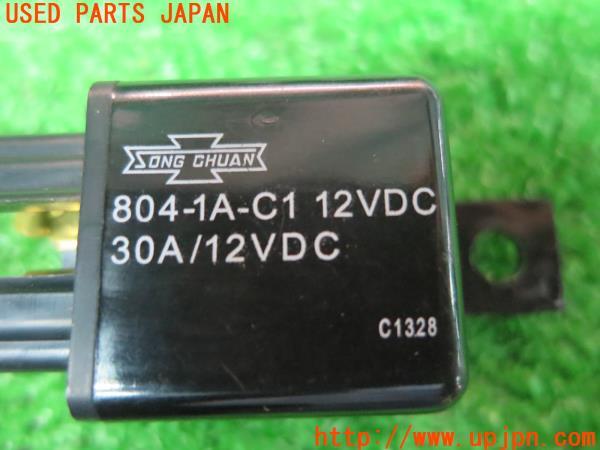 USED PARTS JAPAN
SONG CHUAN
804-1A-C1 12VDC
30A/12VDC
C1328
http://www.upjpn.com/